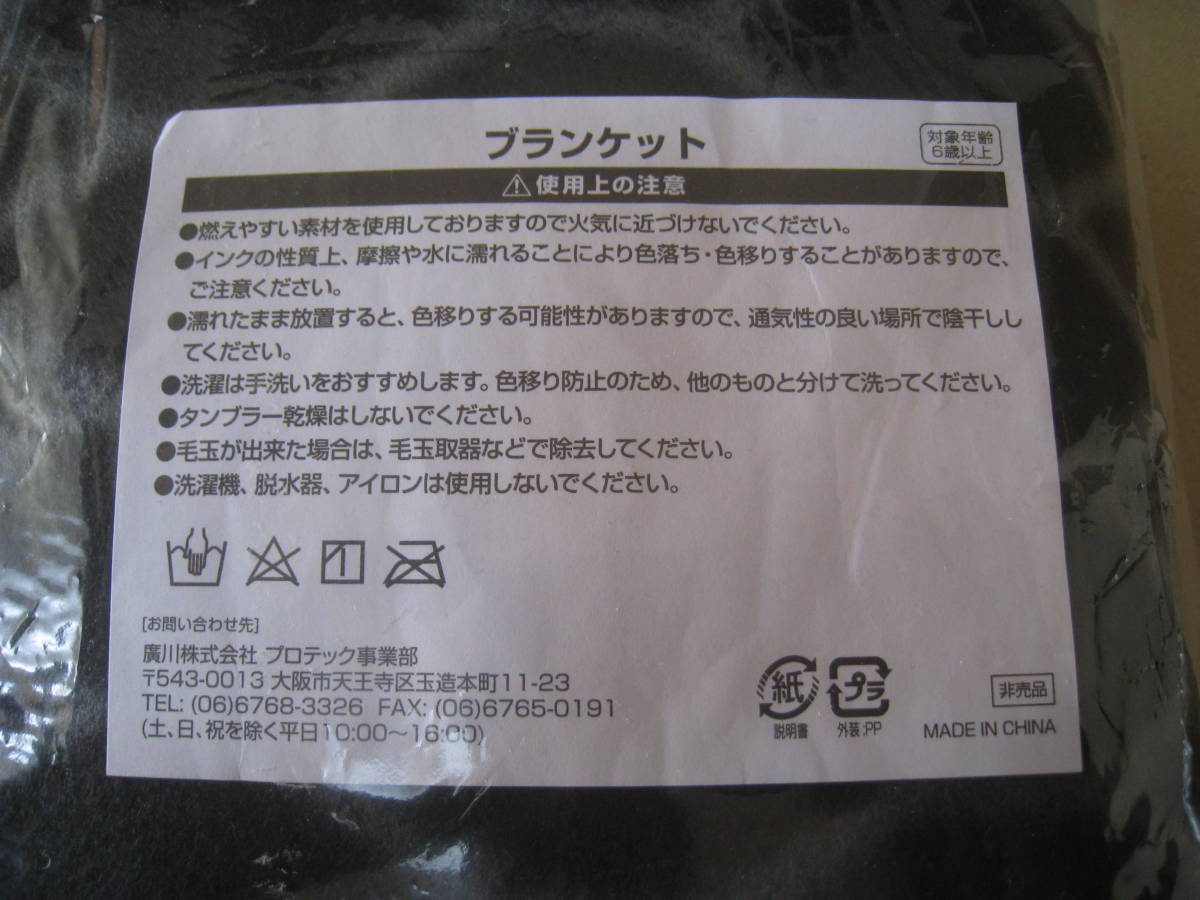 ブランケット
対象年齢
6歳以上
⚠使用上の注意
●燃えやすい素材を使用しておりますので火気に近づけないでください。
●インクの性質上、摩擦や水に濡れることにより色落ち・色移りすることがありますので、
ご注意ください。
●濡れたまま放置すると、色移りする可能性がありますので、通気性の良い場所で陰干しし
てください。
●洗濯は手洗いをおすすめします。色移り防止のため、他のものと分けて洗ってください。
●タンブラー乾燥はしないでください。
●毛玉が出来た場合は、毛玉取器などで除去してください。
●洗濯機、脱水器、アイロンは使用しないでください。
[お問い合わせ先]
廣川株式会社 プロテック事業部
〒543-0013 大阪市天王寺区玉造本町11-23
TEL: (06)6768-3326 FAX: (06)6765-0191
(土、日、祝を除く平日10:00〜16:00)
紙
説明書
プラ
外装:PP
非売品
MADE IN CHINA